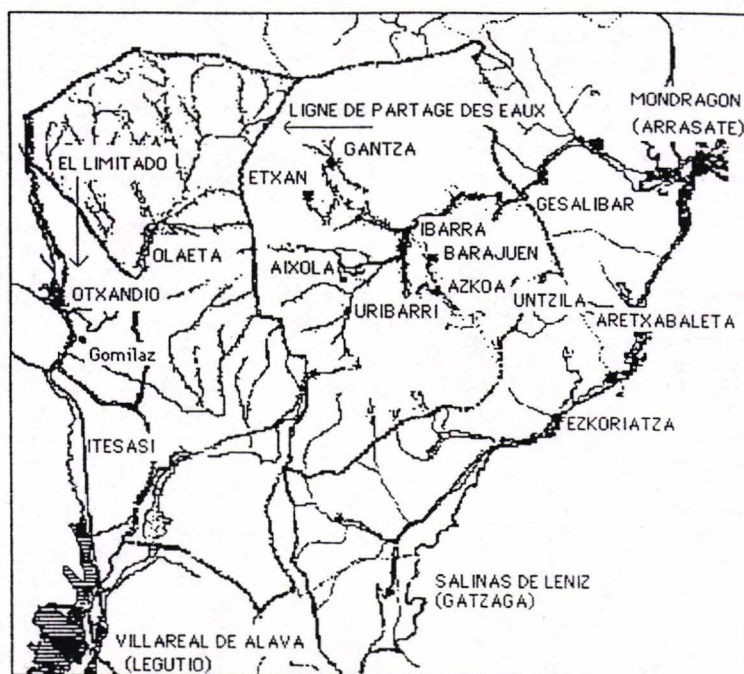 LIGNE DE PARTAGE DES EAUX
MONDRAGON
(ARRASATE)
GANTZA
EL LIMITADO
ETXAN
GESALIBAR
IBARRA
OLAETA
BARAJUEN
AIXOLA
AZKOA
UNTZILA
OTXANDIO
URIBARRI
ARETXABALETA
Gomilaz
EZKORIATZA
ITESASI
SALINAS DE LENIZ
(GATZAGA)
VILLAREAL DE ALAVA
(LEGUTIO)